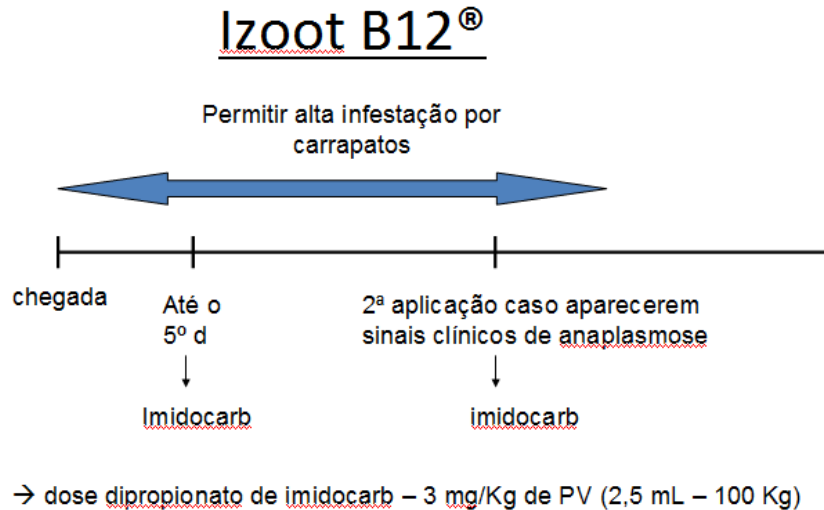 Izoot B12®
Permitir alta infestação por
carrapatos
chegada
Até o
5º d
2ª aplicação caso aparecerem
sinais clínicos de anaplasmose
Imidocarb
imidocarb
→ dose dipropionato de imidocarb – 3 mg/Kg de PV (2,5 mL – 100 Kg)